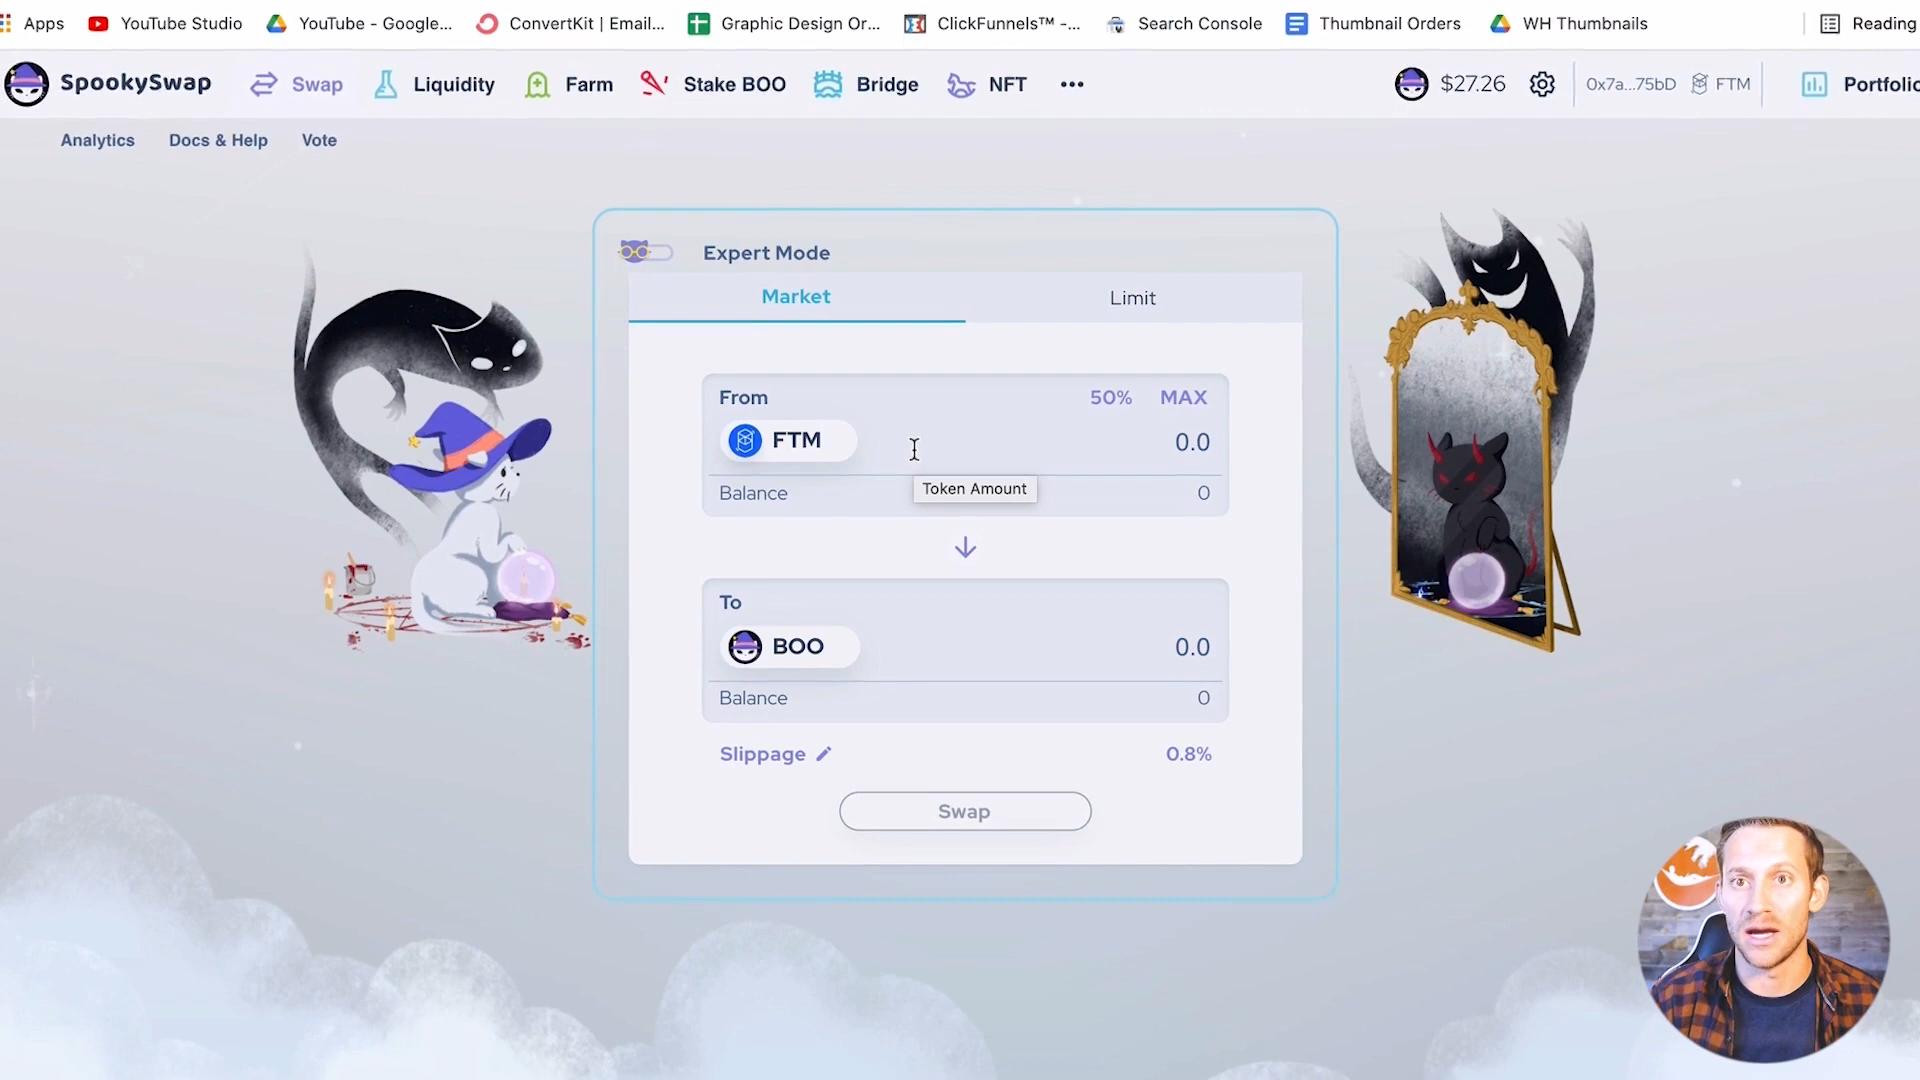 Apps YouTube Studio YouTube - Google... ConvertKit | Email... Graphic Design Or... ClickFunnels™ -... Search Console Thumbnail Orders WH Thumbnails Reading
SpookySwap Swap Liquidity Farm Stake BOO Bridge NFT ••• $27.26 0x7a...75bD FTM Portfolio
Analytics Docs & Help Vote
Expert Mode
Market Limit
From 50% MAX
FTM 0.0
Token Amount
Balance 0
To
BOO 0.0
Balance 0
Slippage 0.8%
Swap